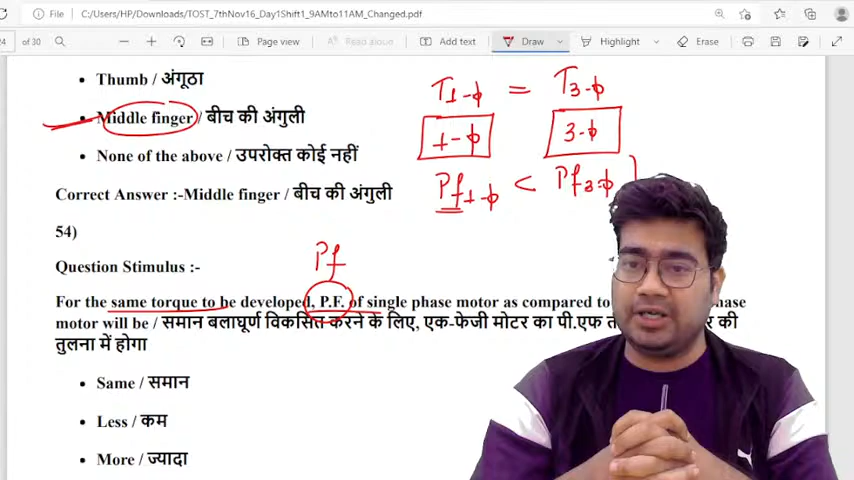 File
C:/Users/HP/Downloads/TOST_7thNov16_Day1Shift1_9AMto11AM_Changed.pdf
24 of 30
Page view
Read aloud
Add text
Draw
Highlight
Erase
• Thumb / अंगूठा
• Middle finger / बीच की अंगुली
• None of the above / उपरोक्त कोई नहीं
Correct Answer :-Middle finger / बीच की अंगुली
T1-ϕ = T3-ϕ
1-ϕ 3-ϕ
Pf1-ϕ < Pf3-ϕ
54)
Question Stimulus :-
Pf
For the same torque to be developed, P.F. of single phase motor as compared to phase
motor will be / समान बलाघूर्ण विकसित करने के लिए, एक-फेजी मोटर का पी.एफ की
तुलना में होगा
• Same / समान
• Less / कम
• More / ज्यादा